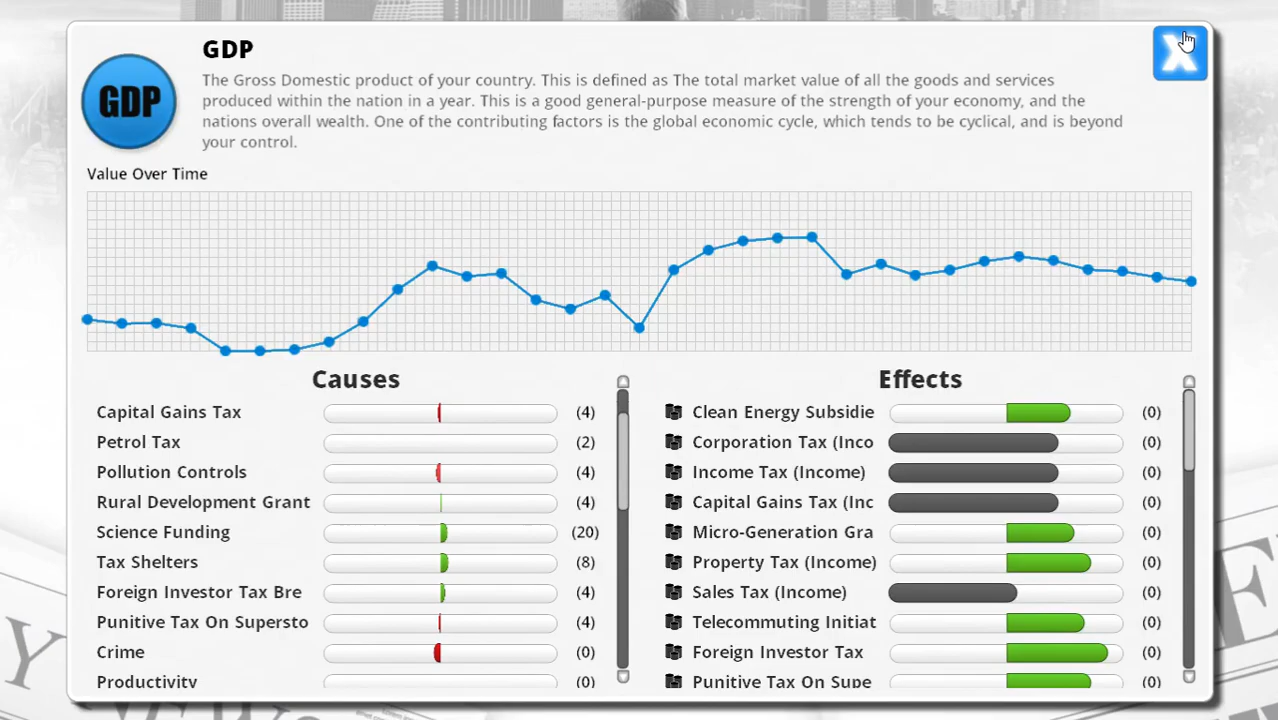 GDP
GDP
The Gross Domestic product of your country. This is defined as The total market value of all the goods and services
produced within the nation in a year. This is a good general-purpose measure of the strength of your economy, and the
nations overall wealth. One of the contributing factors is the global economic cycle, which tends to be cyclical, and is beyond
your control.
X
Value Over Time
Causes
Capital Gains Tax (4)
Petrol Tax (2)
Pollution Controls (4)
Rural Development Grant (4)
Science Funding (20)
Tax Shelters (8)
Foreign Investor Tax Bre (4)
Punitive Tax On Supersto (4)
Crime (0)
Productivity (0)
Effects
Clean Energy Subsidie (0)
Corporation Tax (Inco (0)
Income Tax (Income) (0)
Capital Gains Tax (Inc (0)
Micro-Generation Gra (0)
Property Tax (Income) (0)
Sales Tax (Income) (0)
Telecommuting Initiat (0)
Foreign Investor Tax (0)
Punitive Tax On Supe (0)